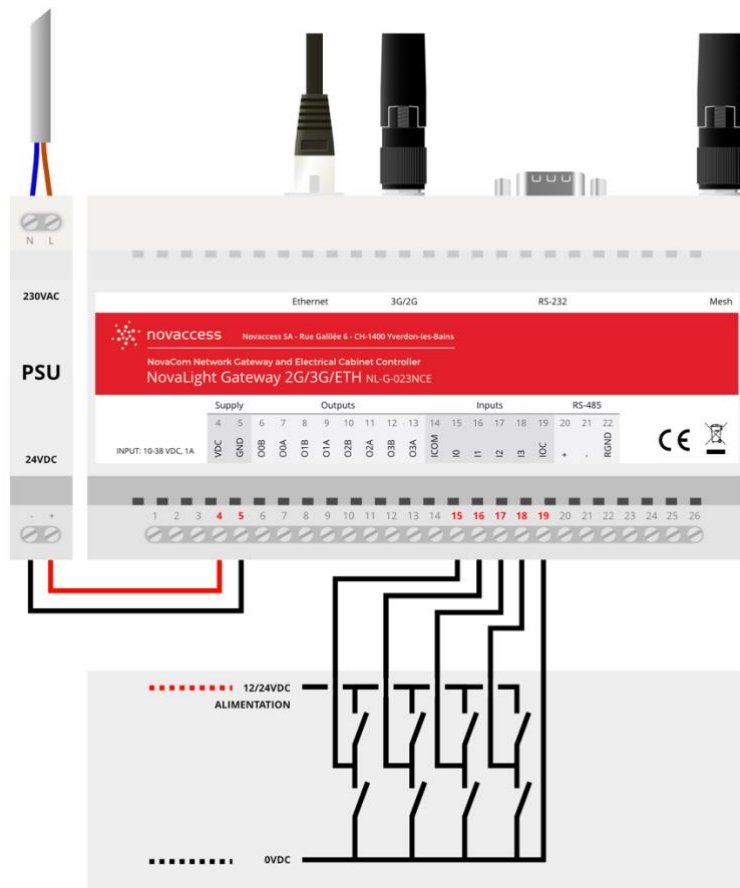 N L
230VAC
Ethernet 3G/2G RS-232 Mesh
novaccess Novaccess SA - Rue Galilée 6 - CH-1400 Yverdon-les-Bains
NovaCom Network Gateway and Electrical Cabinet Controller
PSU
NovaLight Gateway 2G/3G/ETH NL-G-023NCE
Supply Outputs Inputs RS-485
4 5 6 7 8 9 10 11 12 13 14 15 16 17 18 19 20 21 22
INPUT: 10-38 VDC, 1A VDC GND O0B O0A O1B O1A O2B O2A O3B O3A ICOM I0 I1 I2 I3 IOC + - RGND CE
24VDC
- + 1 2 3 4 5 6 7 8 9 10 11 12 13 14 15 16 17 18 19 20 21 22 23 24 25 26
12/24VDC
ALIMENTATION
0VDC